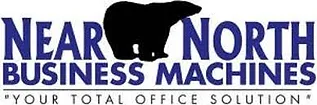 NEAR NORTH
BUSINESS MACHINES
"YOUR TOTAL OFFICE SOLUTION"